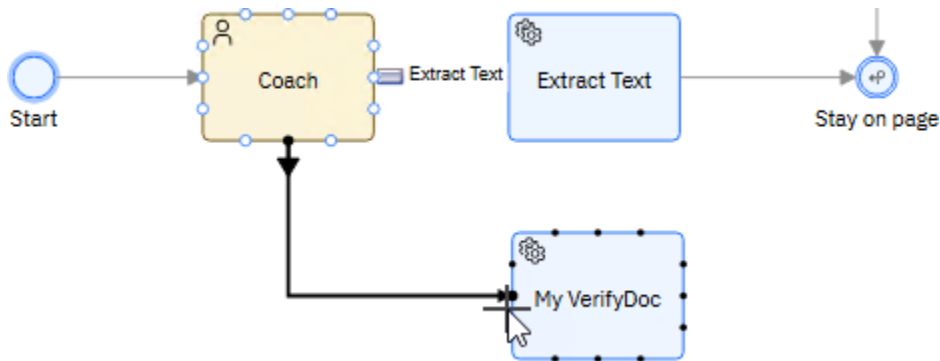 Start
Coach
Extract Text
Extract Text
Stay on page
My VerifyDoc